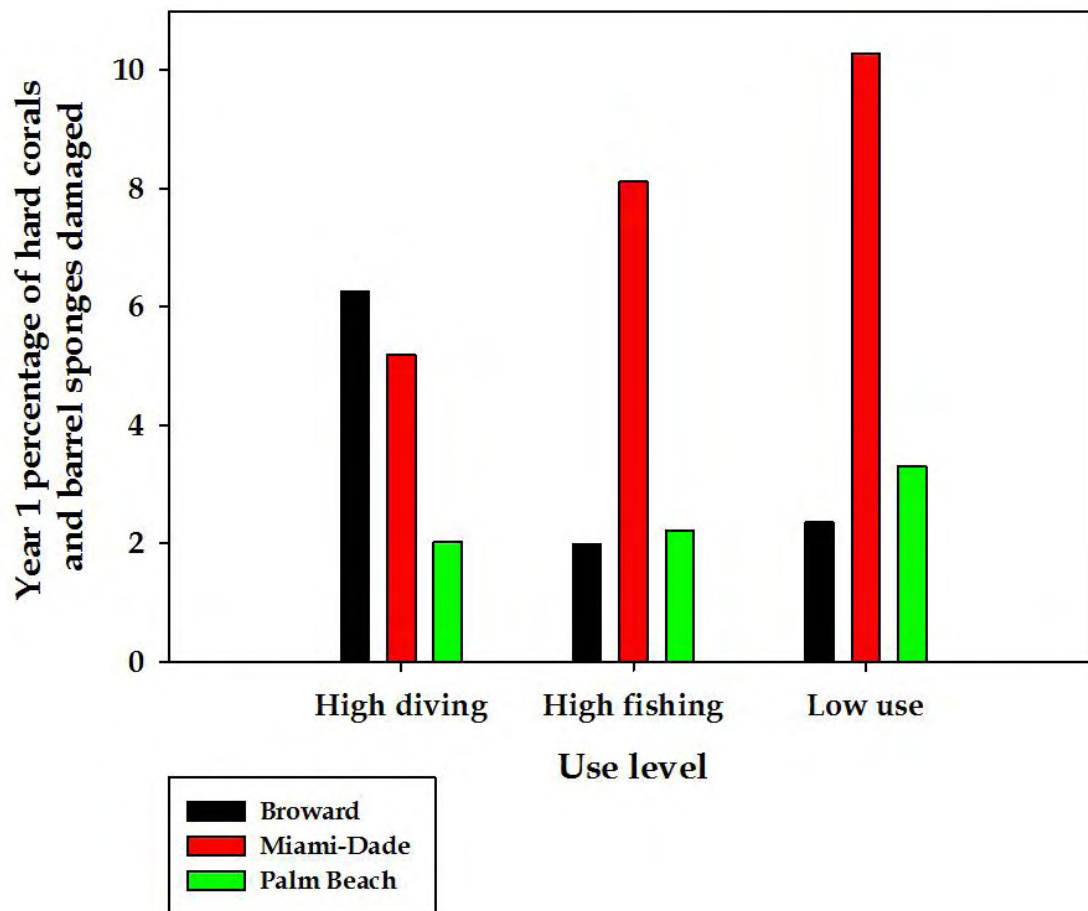 Year 1 percentage of hard corals
and barrel sponges damaged
10
8
6
4
2
0
High diving High fishing Low use
Use level
Broward
Miami-Dade
Palm Beach